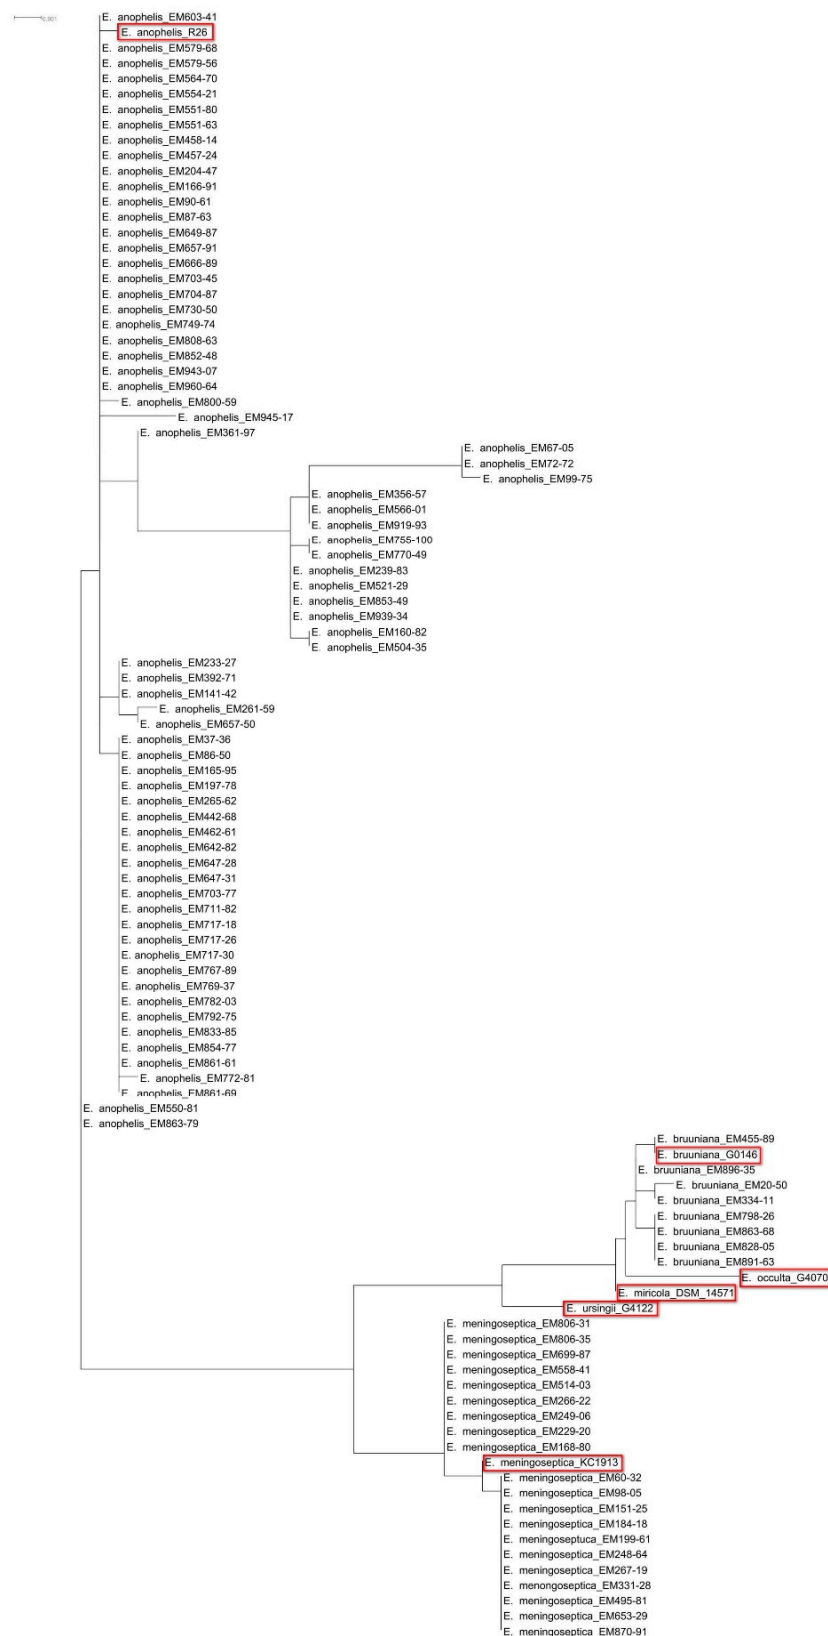 0.001
E. anophelis_EM603-41
E. anophelis_R26
E. anophelis_EM579-68
E. anophelis_EM579-56
E. anophelis_EM564-70
E. anophelis_EM554-21
E. anophelis_EM551-80
E. anophelis_EM551-63
E. anophelis_EM458-14
E. anophelis_EM457-24
E. anophelis_EM204-47
E. anophelis_EM166-91
E. anophelis_EM90-61
E. anophelis_EM87-63
E. anophelis_EM649-87
E. anophelis_EM657-91
E. anophelis_EM666-89
E. anophelis_EM703-45
E. anophelis_EM704-87
E. anophelis_EM730-50
E. anophelis_EM749-74
E. anophelis_EM808-63
E. anophelis_EM852-48
E. anophelis_EM943-07
E. anophelis_EM960-64
E. anophelis_EM800-59
E. anophelis_EM945-17
E. anophelis_EM361-97
E. anophelis_EM67-05
E. anophelis_EM72-72
E. anophelis_EM99-75
E. anophelis_EM356-57
E. anophelis_EM566-01
E. anophelis_EM919-93
E. anophelis_EM755-100
E. anophelis_EM770-49
E. anophelis_EM239-83
E. anophelis_EM521-29
E. anophelis_EM853-49
E. anophelis_EM939-34
E. anophelis_EM160-82
E. anophelis_EM504-35
E. anophelis_EM233-27
E. anophelis_EM392-71
E. anophelis_EM141-42
E. anophelis_EM261-59
E. anophelis_EM657-50
E. anophelis_EM37-36
E. anophelis_EM86-50
E. anophelis_EM165-95
E. anophelis_EM197-78
E. anophelis_EM265-62
E. anophelis_EM442-68
E. anophelis_EM462-61
E. anophelis_EM642-82
E. anophelis_EM647-28
E. anophelis_EM647-31
E. anophelis_EM703-77
E. anophelis_EM711-82
E. anophelis_EM717-18
E. anophelis_EM717-26
E. anophelis_EM717-30
E. anophelis_EM767-89
E. anophelis_EM769-37
E. anophelis_EM782-03
E. anophelis_EM792-75
E. anophelis_EM833-85
E. anophelis_EM854-77
E. anophelis_EM861-61
E. anophelis_EM772-81
E. anophelis_EM861-69
E. anophelis_EM550-81
E. anophelis_EM863-79
E. bruuniana_EM455-89
E. bruuniana_G0146
E. bruuniana_EM896-35
E. bruuniana_EM20-50
E. bruuniana_EM334-11
E. bruuniana_EM798-26
E. bruuniana_EM863-68
E. bruuniana_EM828-05
E. bruuniana_EM891-63
E. occulta_G4070
E. miricola_DSM_14571
E. ursingii_G4122
E. meningoseptica_EM806-31
E. meningoseptica_EM806-35
E. meningoseptica_EM699-87
E. meningoseptica_EM558-41
E. meningoseptica_EM514-03
E. meningoseptica_EM266-22
E. meningoseptica_EM249-06
E. meningoseptica_EM229-20
E. meningoseptica_EM168-80
E. meningoseptica_KC1913
E. meningoseptica_EM60-32
E. meningoseptica_EM98-05
E. meningoseptica_EM151-25
E. meningoseptica_EM184-18
E. meningoseptuca_EM199-61
E. meningoseptica_EM248-64
E. meningoseptica_EM267-19
E. menongoseptica_EM331-28
E. meningoseptica_EM495-81
E. meningoseptica_EM653-29
E. meningoseptica_EM870-91